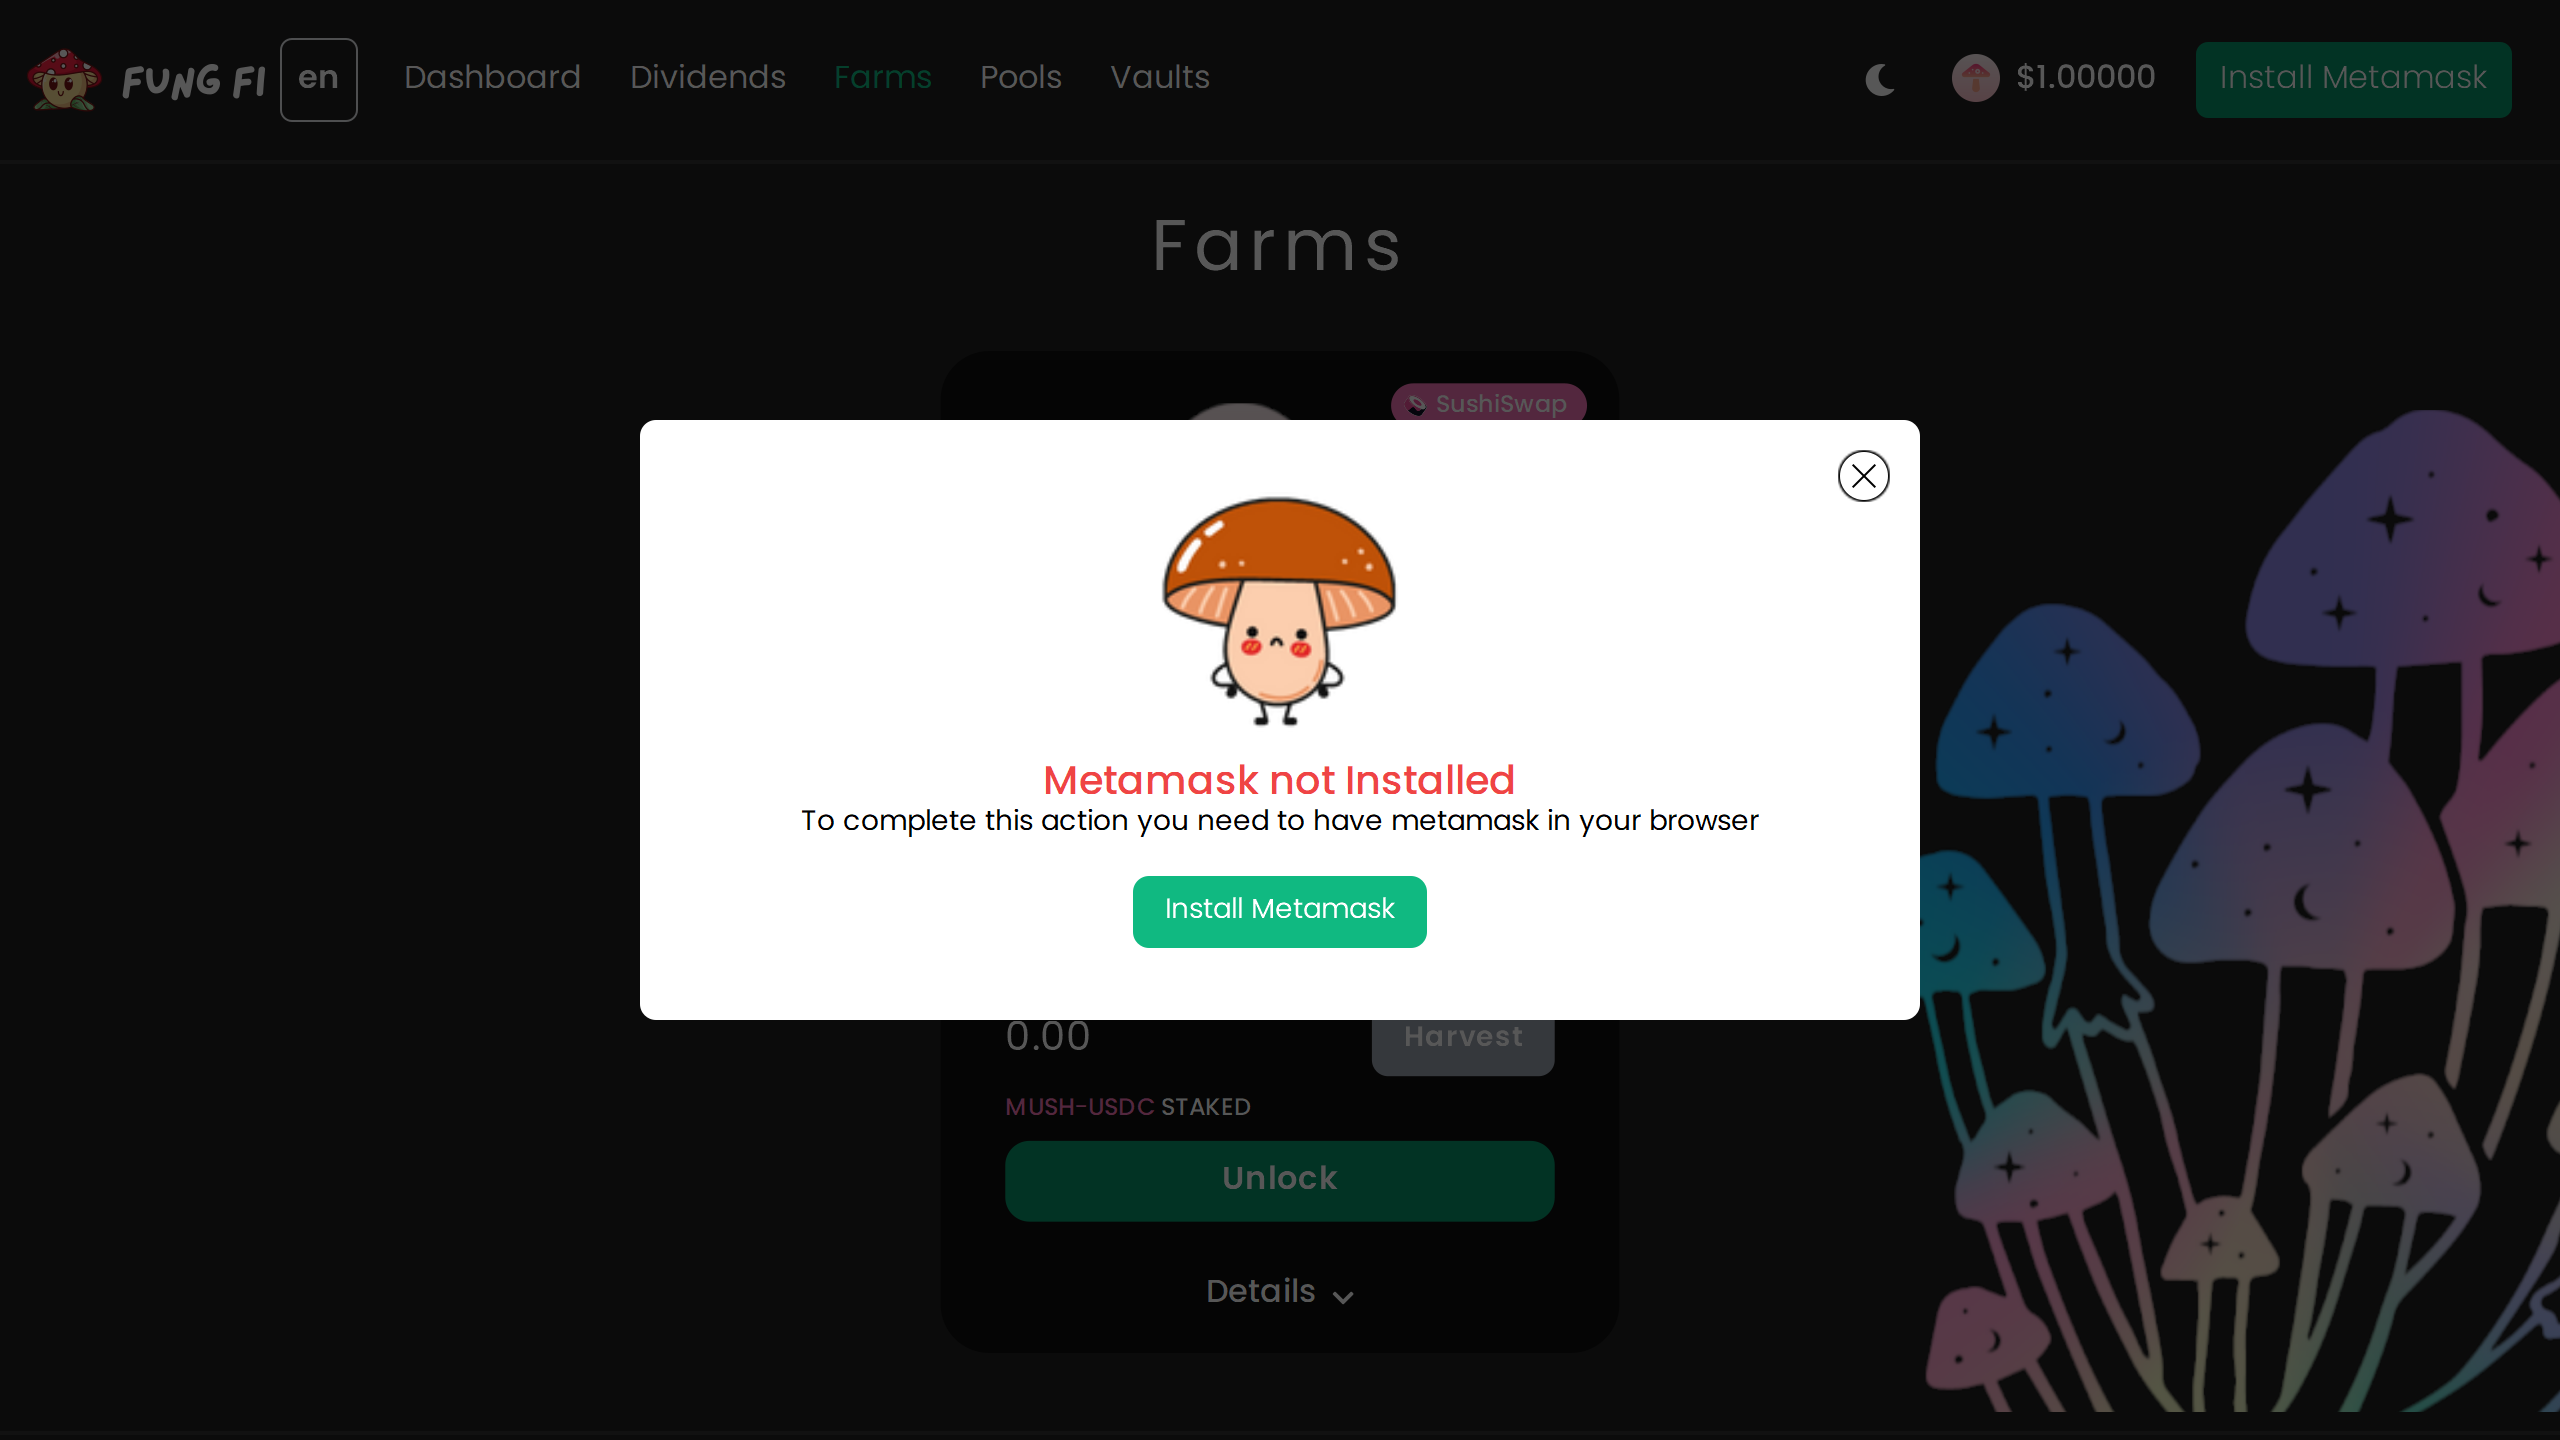 FUNG FI en Dashboard Dividends Farms Pools Vaults $1.00000 Install Metamask
Farms
SushiSwap
Metamask not Installed
To complete this action you need to have metamask in your browser
Install Metamask
0.00 Harvest
MUSH-USDC STAKED
Unlock
Details